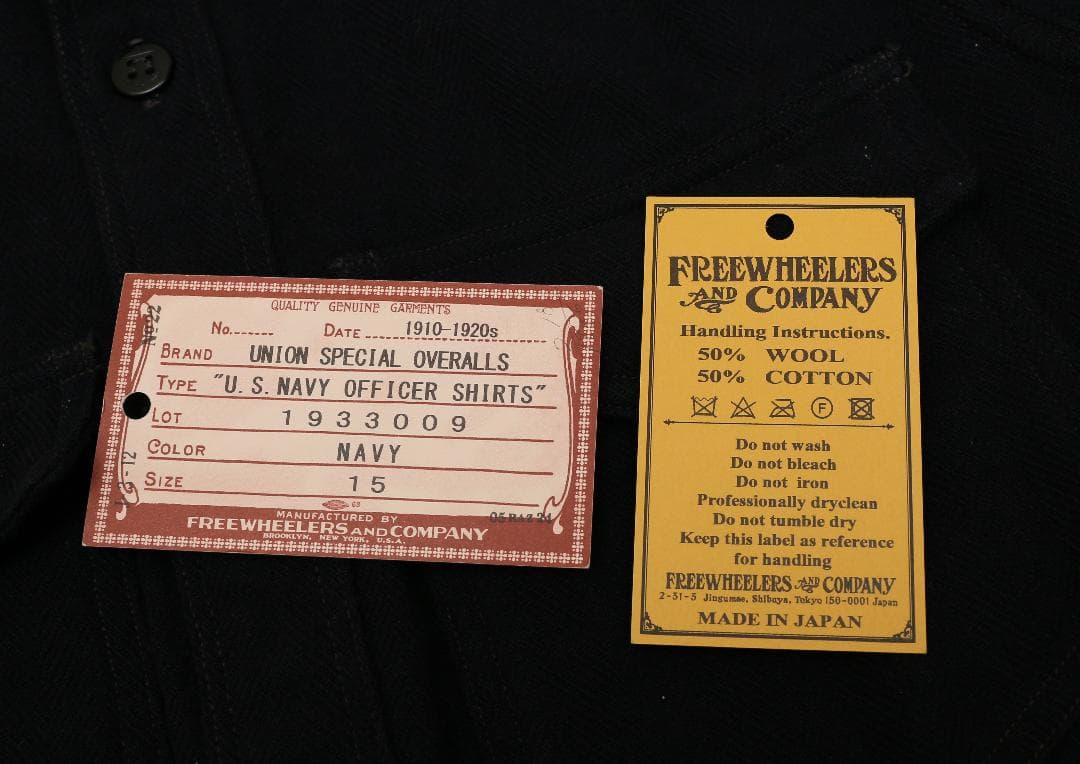 QUALITY GENUINE GARMENTS
No.------ DATE 1910-1920s
BRAND UNION SPECIAL OVERALLS
TYPE "U.S. NAVY OFFICER SHIRTS"
LOT 1933009
COLOR NAVY
SIZE 15
MANUFACTURED BY
FREEWHEELERS AND COMPANY
BROOKLYN, NEW YORK, U.S.A.
No 22
FREEWHEELERS
AND COMPANY
Handling Instructions.
50% WOOL
50% COTTON
F
Do not wash
Do not bleach
Do not iron
Professionally dryclean
Do not tumble dry
Keep this label as reference
for handling
FREEWHEELERS AND COMPANY
2-31-3 Jingumae, Shibuya, Tokyo 150-0001 Japan
MADE IN JAPAN